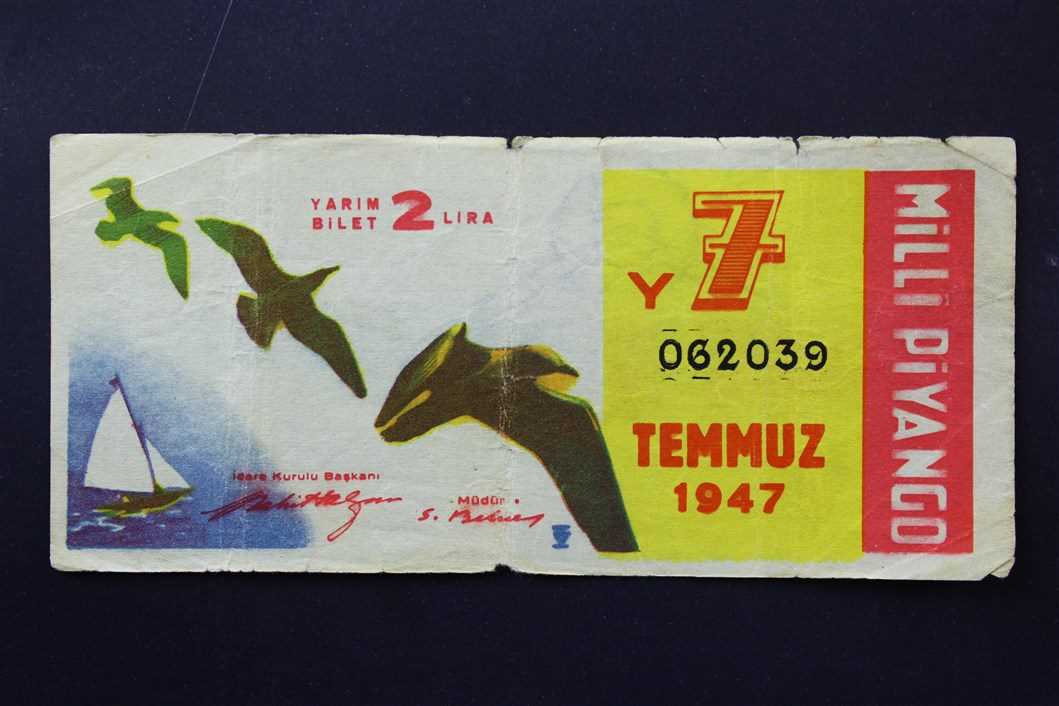 YARIM
BİLET 2 LİRA
Y 7
062039
TEMMUZ
1947
MİLLİ PİYANGO
İdare Kurulu Başkanı
Müdür